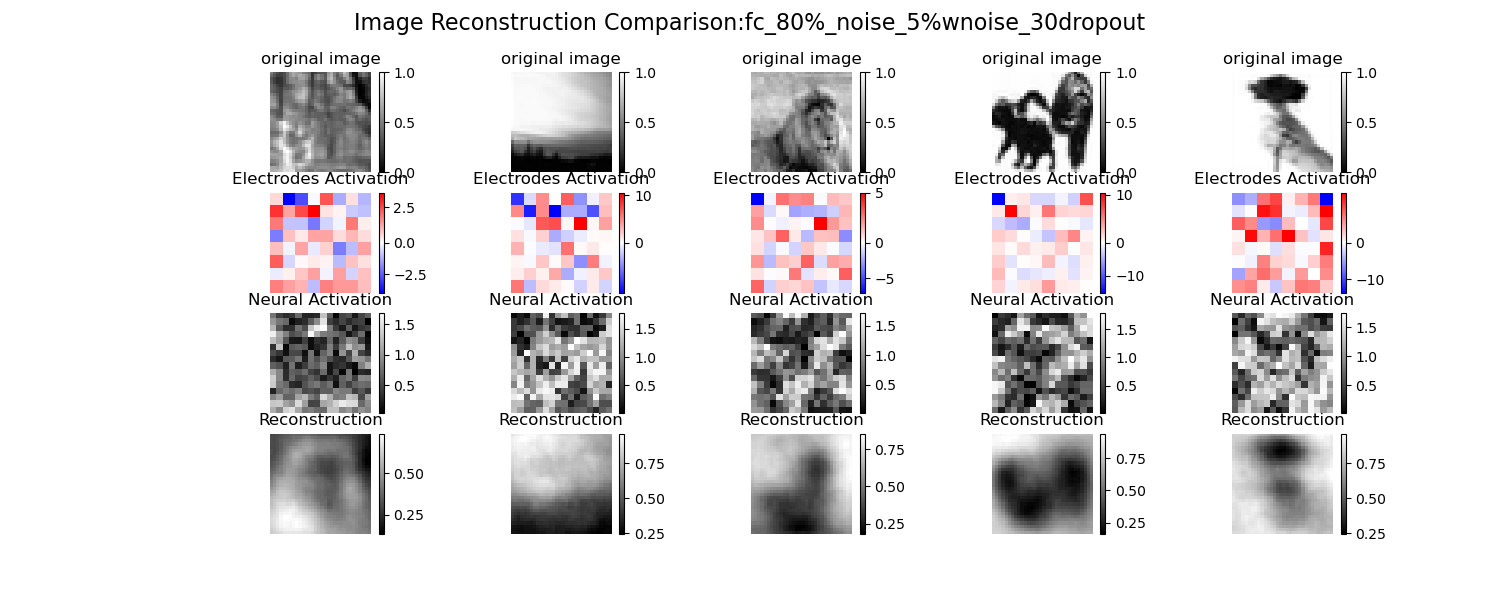 Image Reconstruction Comparison:fc_80%_noise_5%wnoise_30dropout
original image original image original image original image original image
1.0 1.0 1.0 1.0 1.0
0.5 0.5 0.5 0.5 0.5
0.0 0.0 0.0 0.0 0.0
Electrodes Activation Electrodes Activation Electrodes Activation Electrodes Activation Electrodes Activation
2.5 10 5 10
0.0 0 0 0 0
−2.5 −5 −10 −10
Neural Activation Neural Activation Neural Activation Neural Activation Neural Activation
1.5 1.5 1.5 1.5 1.5
1.0 1.0 1.0 1.0 1.0
0.5 0.5 0.5 0.5 0.5
Reconstruction Reconstruction Reconstruction Reconstruction Reconstruction
0.50 0.75 0.75 0.75 0.75
0.25 0.50 0.50 0.50 0.50
0.25 0.25 0.25 0.25